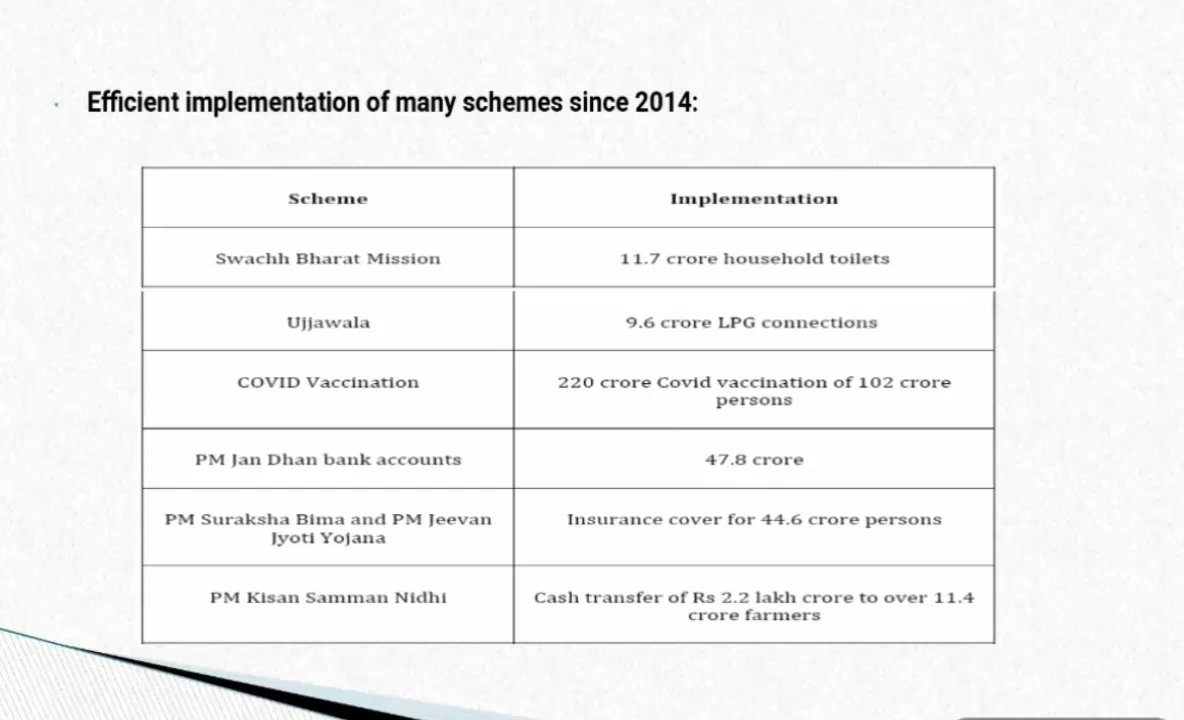 Efficient implementation of many schemes since 2014:
Scheme
Implementation
Swachh Bharat Mission
11.7 crore household toilets
Ujjawala
9.6 crore LPG connections
COVID Vaccination
220 crore Covid vaccination of 102 crore
persons
PM Jan Dhan bank accounts
47.8 crore
PM Suraksha Bima and PM Jeevan
Jyoti Yojana
Insurance cover for 44.6 crore persons
PM Kisan Samman Nidhi
Cash transfer of Rs 2.2 lakh crore to over 11.4
crore farmers